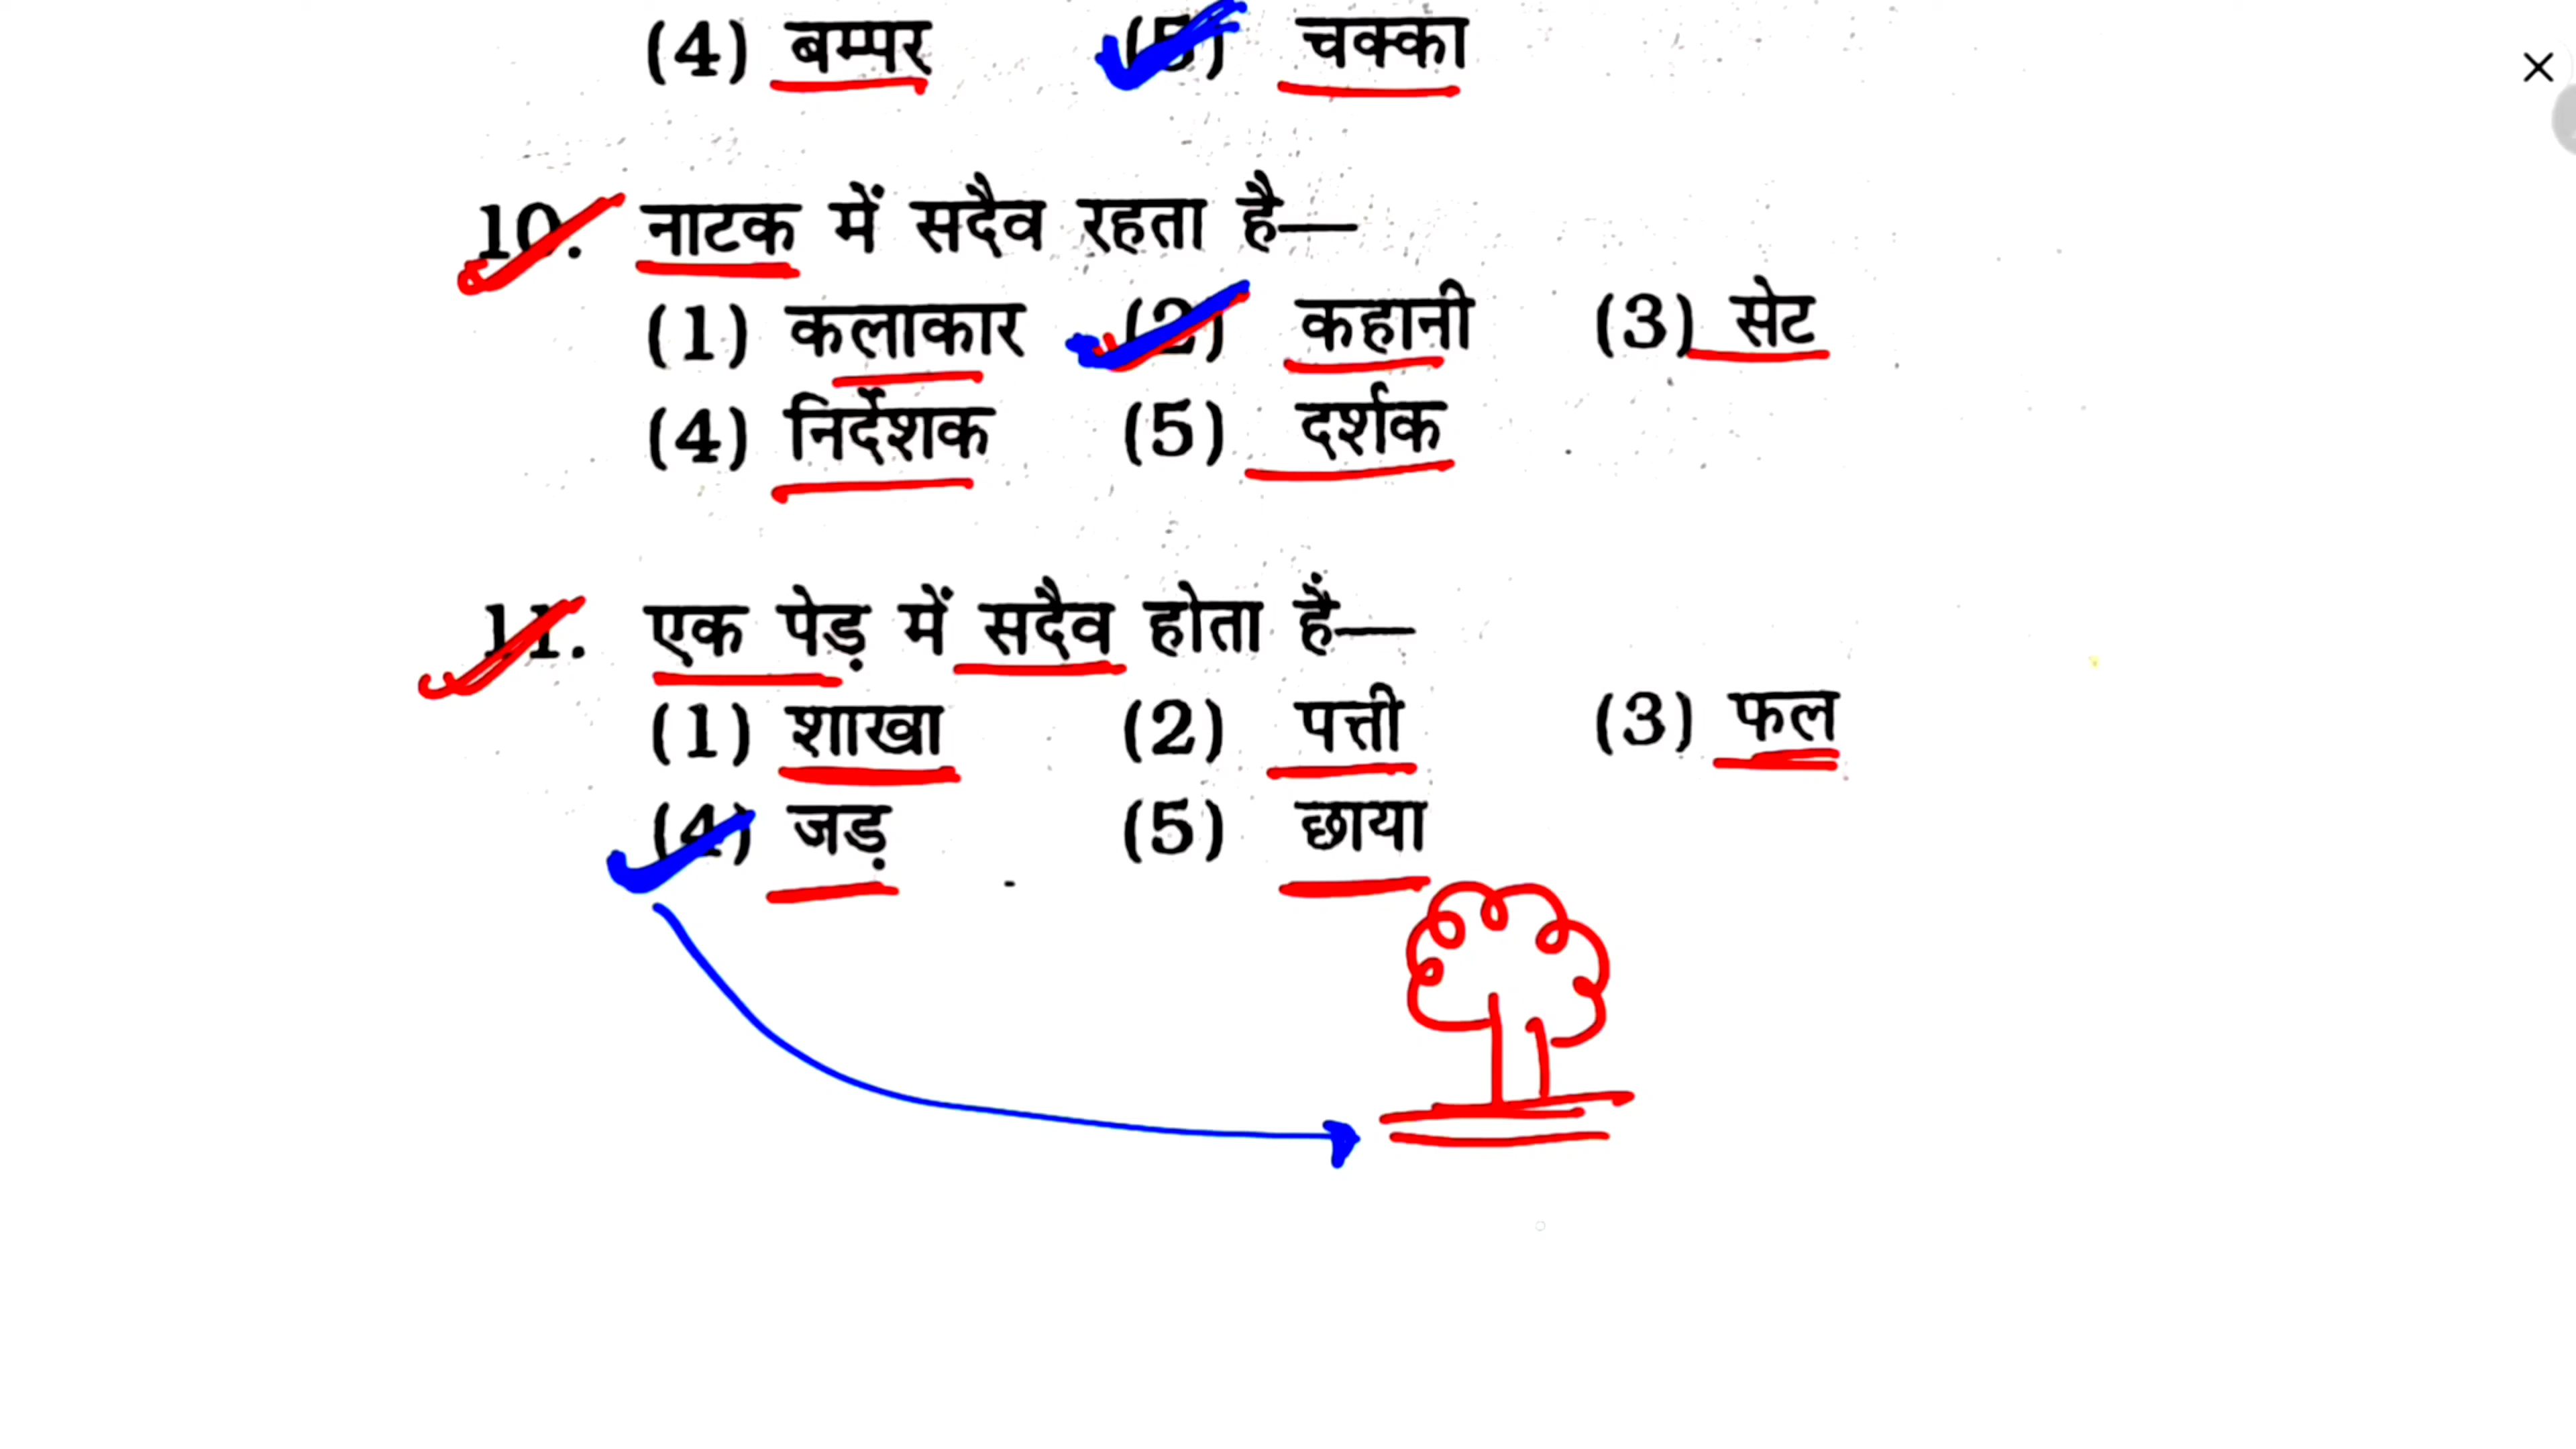 (4) बम्पर (5) चक्का
10. नाटक में सदैव रहता है—
(1) कलाकार (2) कहानी (3) सेट
(4) निर्देशक (5) दर्शक
11. एक पेड़ में सदैव होता हैं—
(1) शाखा (2) पत्ती (3) फल
(4) जड़ (5) छाया